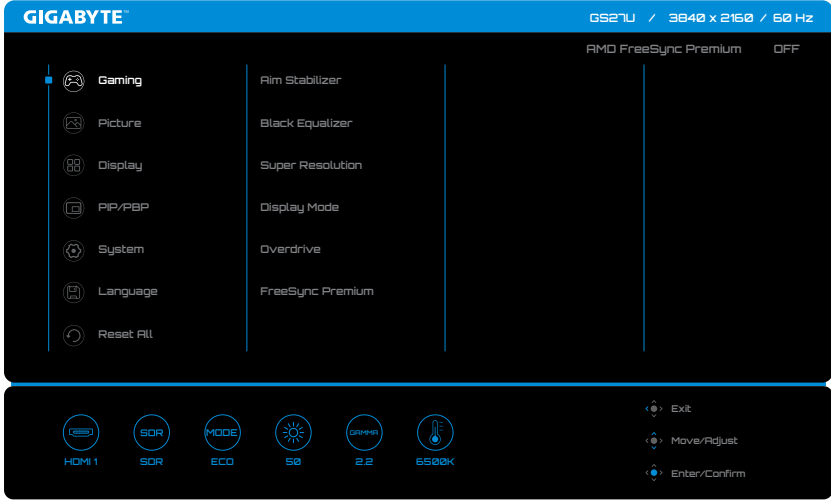 GIGABYTE™ GS27U / 3840 x 2160 / 60 Hz
AMD FreeSync Premium OFF
Gaming Aim Stabilizer
Picture Black Equalizer
Display Super Resolution
PIP/PBP Display Mode
System Overdrive
Language FreeSync Premium
Reset All
Exit
SDR MODE GAMMA
Move/Adjust
HDMI 1 SDR ECO 50 2.2 6500K
Enter/Confirm